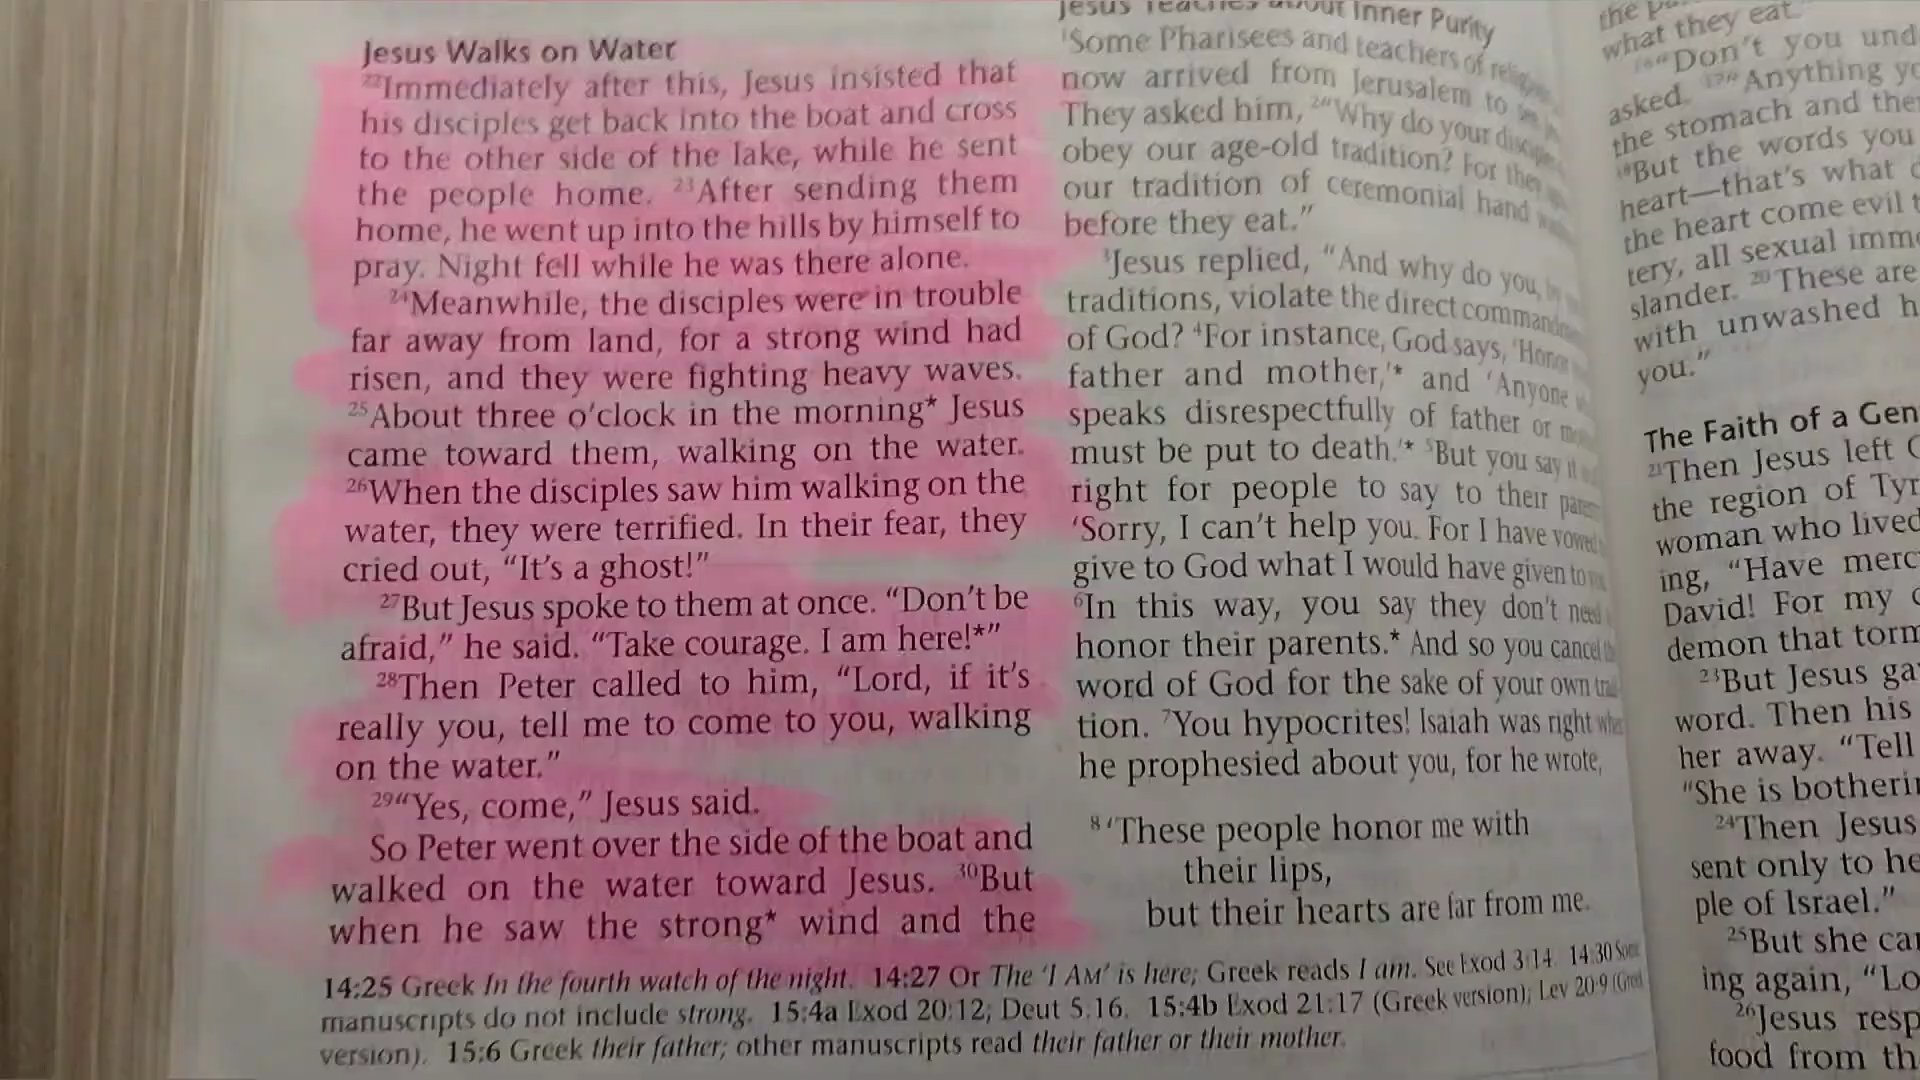 Jesus Walks on Water
22Immediately after this, Jesus insisted that
his disciples get back into the boat and cross
to the other side of the lake, while he sent
the people home. 23After sending them
home, he went up into the hills by himself to
pray. Night fell while he was there alone.
24Meanwhile, the disciples were in trouble
far away from land, for a strong wind had
risen, and they were fighting heavy waves.
25About three o’clock in the morning* Jesus
came toward them, walking on the water.
26When the disciples saw him walking on the
water, they were terrified. In their fear, they
cried out, “It’s a ghost!”
27But Jesus spoke to them at once. “Don’t be
afraid,” he said. “Take courage. I am here!*”
28Then Peter called to him, “Lord, if it’s
really you, tell me to come to you, walking
on the water.”
29“Yes, come,” Jesus said.
So Peter went over the side of the boat and
walked on the water toward Jesus. 30But
when he saw the strong* wind and the
Jesus Teaches about Inner Purity
1Some Pharisees and teachers of
now arrived from Jerusalem to
They asked him, 2“Why do your
obey our age-old tradition? For they
our tradition of ceremonial hand
before they eat.”
3Jesus replied, “And why do you,
traditions, violate the direct
of God? 4For instance, God says, ‘Honor
father and mother,’* and ‘Anyone
speaks disrespectfully of father or
must be put to death.’* 5But you say it
right for people to say to their
‘Sorry, I can’t help you. For I have vowed
give to God what I would have given to
6In this way, you say they don’t need
honor their parents.* And so you cancel
word of God for the sake of your own
tion. 7You hypocrites! Isaiah was right
he prophesied about you, for he wrote,
8 ‘These people honor me with
their lips,
but their hearts are far from me.
14:25 Greek In the fourth watch of the night. 14:27 Or The ‘I AM’ is here; Greek reads I am. See Exod 3:14. 14:30 Some
manuscripts do not include strong. 15:4a Exod 20:12; Deut 5:16. 15:4b Exod 21:17 (Greek version); Lev 20:9 (Greek
version). 15:6 Greek their father; other manuscripts read their father or their mother.
the
what they eat.
16“Don’t you
asked. 17“Anything
the stomach and
18But the words you
heart—that’s what
the heart come evil
tery, all sexual
slander. 20These are
with unwashed
you.”
The Faith of a
21Then Jesus left
the region of
woman who lived
ing, “Have
David! For my
demon that
23But Jesus
word. Then his
her away. “Tell
“She is
24Then Jesus
sent only to
ple of Israel.”
25But she
ing again,
26Jesus
food from